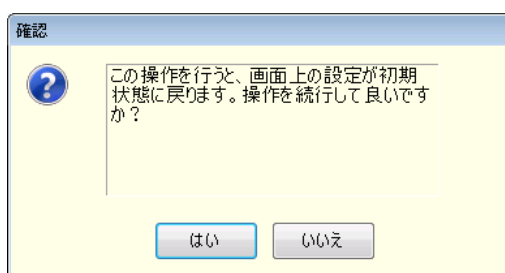 確認
この操作を行うと、画面上の設定が初期
状態に戻ります。操作を続行して良いです
か？
はい
いいえ